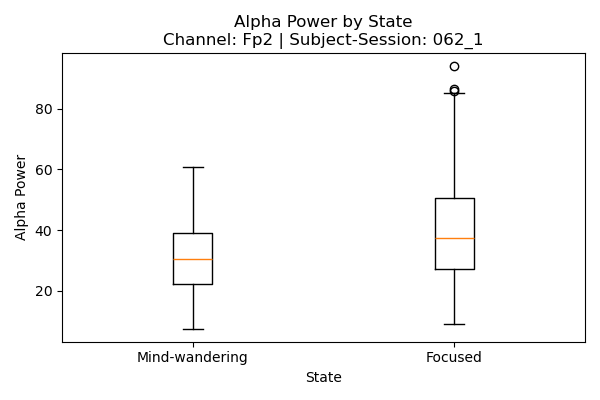 Alpha Power by State
Channel: Fp2 | Subject-Session: 062_1
Alpha Power
80
60
40
20
Mind-wandering
Focused
State